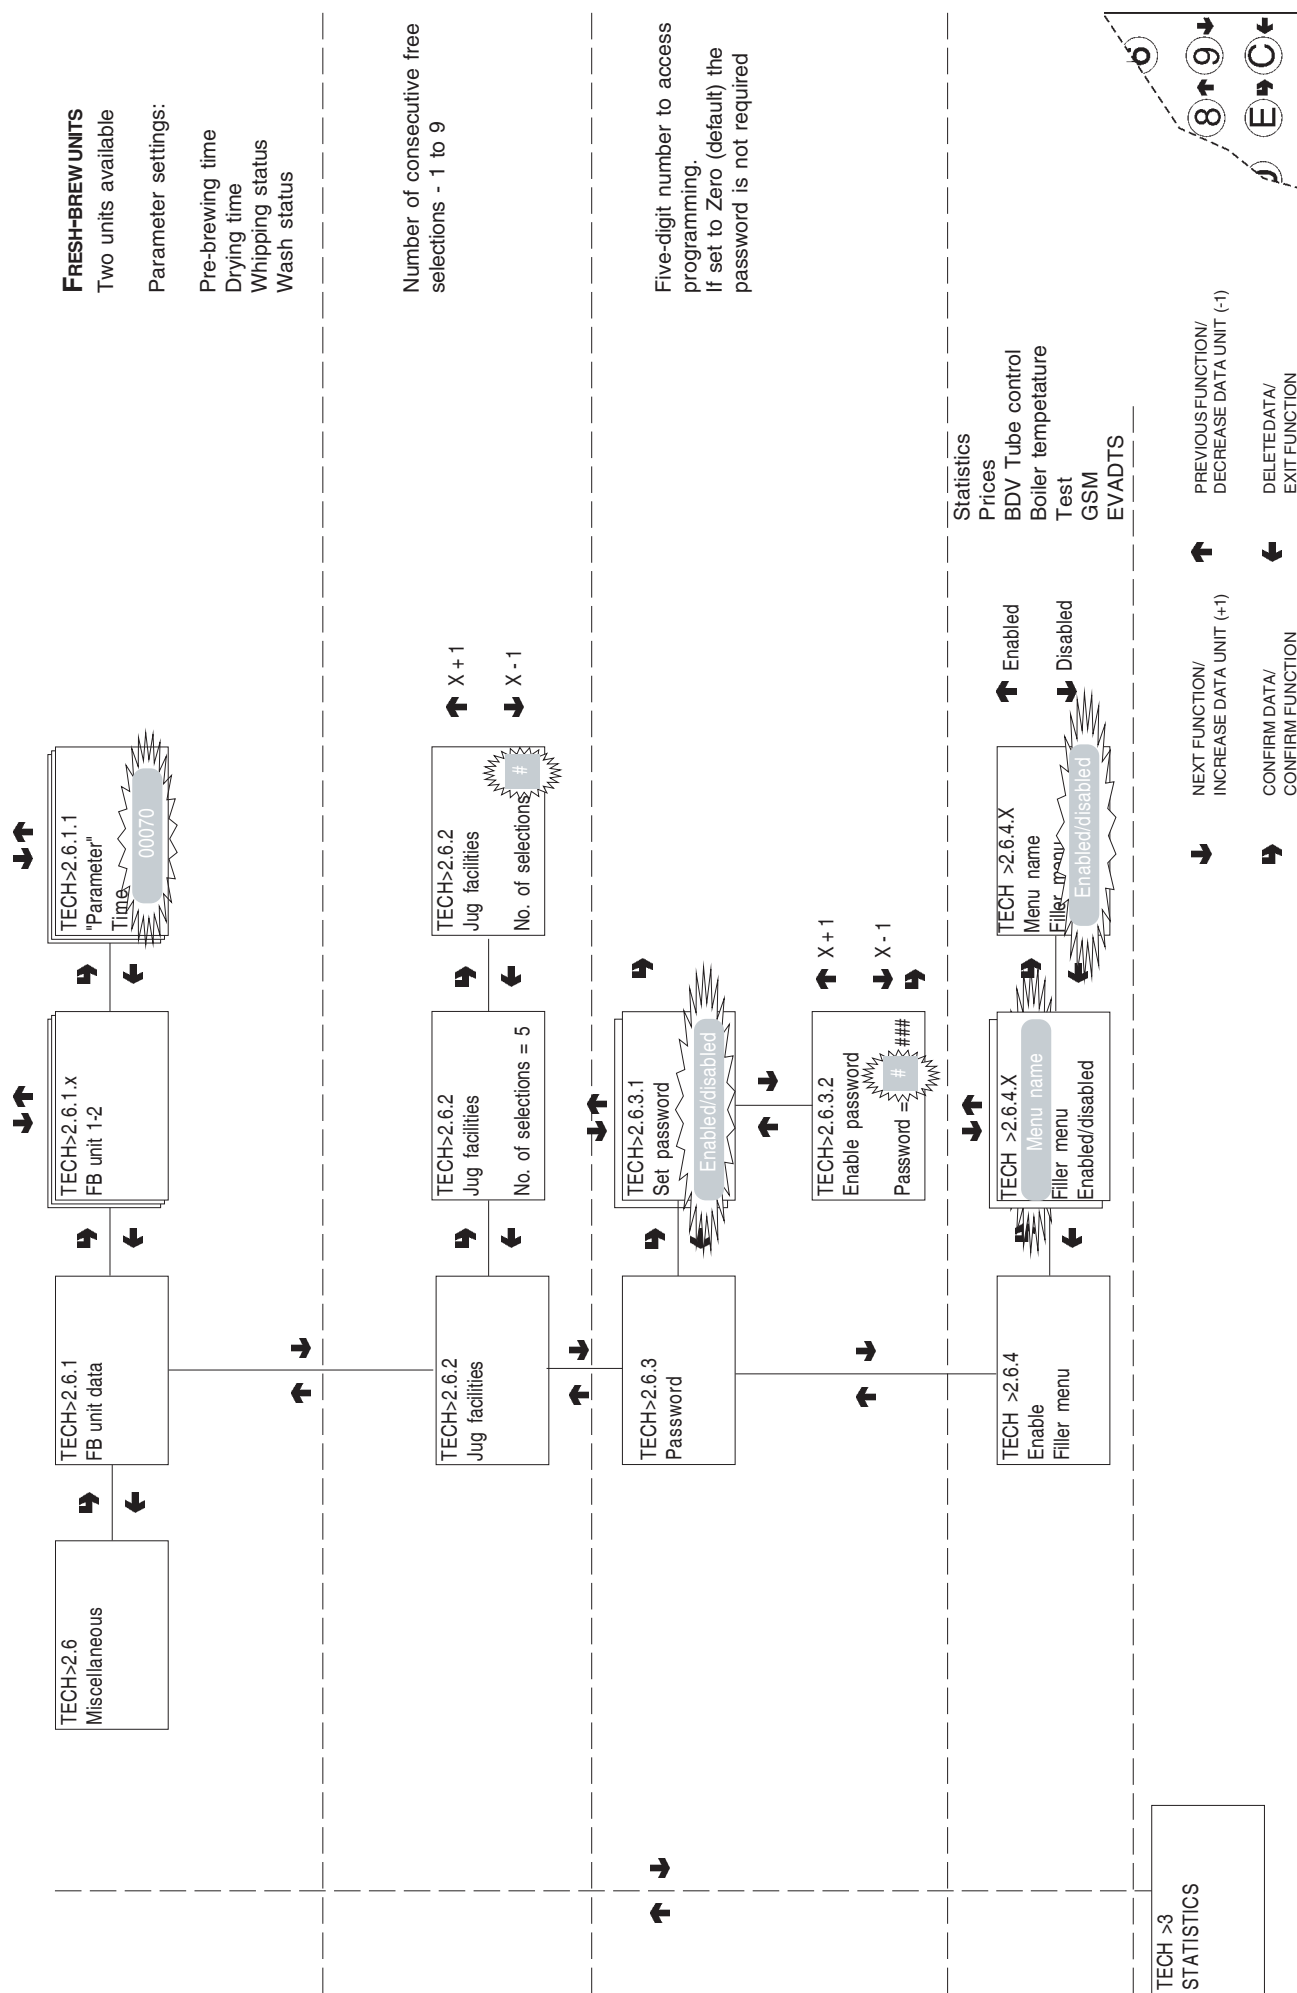 TECH>2.6
Miscellaneous
TECH>2.6.1
FB unit data
TECH>2.6.1.x
FB unit 1-2
TECH>2.6.1.1
"Parameter"
Time
00070
FRESH-BREW UNITS
Two units available
Parameter settings:
Pre-brewing time
Drying time
Whipping status
Wash status
TECH>2.6.2
Jug facilities
TECH>2.6.2
Jug facilities
No. of selections = 5
TECH>2.6.2
Jug facilities
No. of selections
#
X + 1
X - 1
Number of consecutive free
selections - 1 to 9
TECH>2.6.3
Password
TECH>2.6.3.1
Set password
Enabled/disabled
TECH>2.6.3.2
Enable password
Password = # ###
X + 1
X - 1
Five-digit number to access
programming.
If set to Zero (default) the
password is not required
TECH >2.6.4
Enable
Filler menu
TECH >2.6.4.X
Menu name
Filler menu
Enabled/disabled
TECH >2.6.4.X
Menu name
Filler menu
Enabled/disabled
Enabled
Disabled
Statistics
Prices
BDV Tube control
Boiler tempetature
Test
GSM
EVADTS
TECH >3
STATISTICS
NEXT FUNCTION/
INCREASE DATA UNIT (+1)
PREVIOUS FUNCTION/
DECREASE DATA UNIT (-1)
CONFIRM DATA/
CONFIRM FUNCTION
DELETE DATA/
EXIT FUNCTION
6
8 9
E C